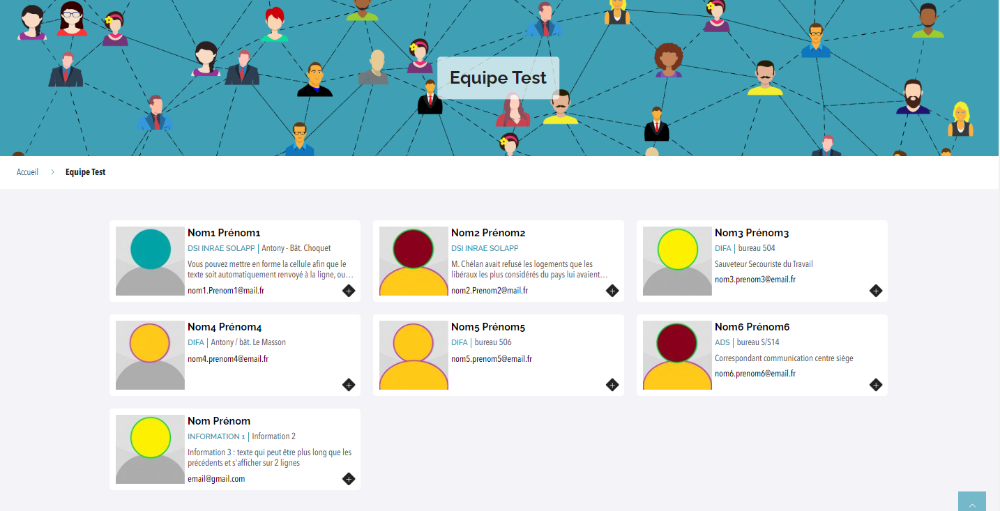 Equipe Test
Accueil > Equipe Test
Nom1 Prénom1
DSI INRAE SOLAPP | Antony - Bât. Choquet
Vous pouvez mettre en forme la cellule afin que le
texte soit automatiquement renvoyé à la ligne, ou…
nom1.Prenom1@mail.fr
Nom2 Prénom2
DSI INRAE SOLAPP
M. Chélan avait refusé les logements que les
libéraux les plus considérés du pays lui avaient…
nom2.Prenom2@mail.fr
Nom3 Prénom3
DIFA | bureau 504
Sauveteur Secouriste du Travail
nom3.prenom3@email.fr
Nom4 Prénom4
DIFA | Antony / bât. Le Masson
nom4.prenom4@email.fr
Nom5 Prénom5
DIFA | bureau 506
nom5.prenom5@email.fr
Nom6 Prénom6
ADS | bureau S/S14
Correspondant communication centre siège
nom6.prenom6@email.fr
Nom Prénom
INFORMATION 1 | Information 2
Information 3 : texte qui peut être plus long que les
précédents et s'afficher sur 2 lignes
email@gmail.com